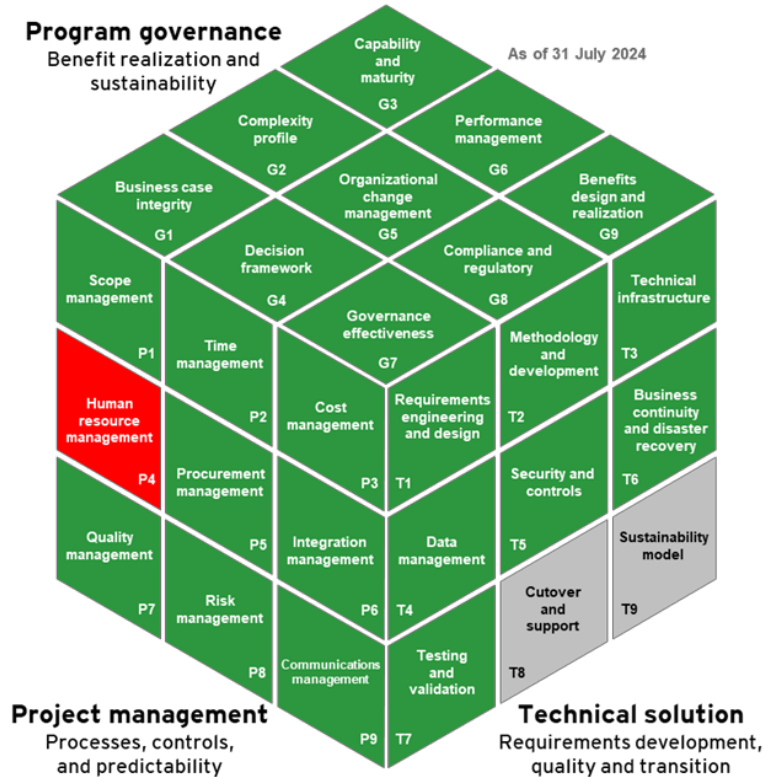 Program governance
Benefit realization and
sustainability
As of 31 July 2024
Capability
and
maturity
G3
Complexity
profile
G2
Performance
management
G6
Business case
integrity
G1
Organizational
change
management
G5
Benefits
design and
realization
G9
Decision
framework
G4
Compliance and
regulatory
G8
Governance
effectiveness
G7
Scope
management
P1
Time
management
P2
Cost
management
P3
Human
resource
management
P4
Procurement
management
P5
Integration
management
P6
Quality
management
P7
Risk
management
P8
Communications
management
P9
Requirements
engineering
and design
T1
Methodology
and
development
T2
Technical
infrastructure
T3
Data
management
T4
Security and
controls
T5
Business
continuity
and disaster
recovery
T6
Testing
and
validation
T7
Cutover
and
support
T8
Sustainability
model
T9
Project management
Processes, controls,
and predictability
Technical solution
Requirements development,
quality and transition